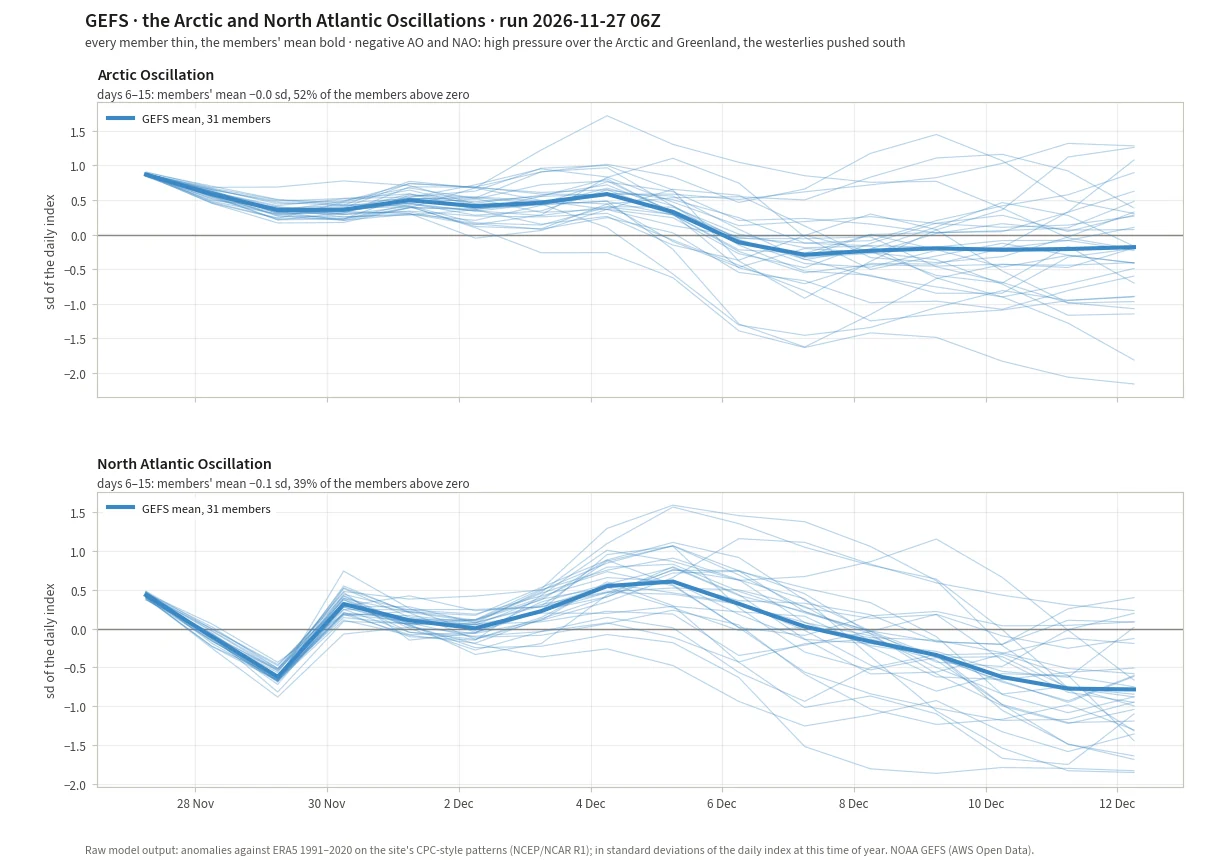 GEFS · the Arctic and North Atlantic Oscillations · run 2026-11-27 06Z
every member thin, the members' mean bold · negative AO and NAO: high pressure over the Arctic and Greenland, the westerlies pushed south
Arctic Oscillation
days 6–15: members' mean −0.0 sd, 52% of the members above zero
GEFS mean, 31 members
1.5
1.0
0.5
0.0
−0.5
−1.0
−1.5
−2.0
sd of the daily index
North Atlantic Oscillation
days 6–15: members' mean −0.1 sd, 39% of the members above zero
GEFS mean, 31 members
1.5
1.0
0.5
0.0
−0.5
−1.0
−1.5
−2.0
sd of the daily index
28 Nov 30 Nov 2 Dec 4 Dec 6 Dec 8 Dec 10 Dec 12 Dec
Raw model output: anomalies against ERA5 1991–2020 on the site's CPC-style patterns (NCEP/NCAR R1); in standard deviations of the daily index at this time of year. NOAA GEFS (AWS Open Data).